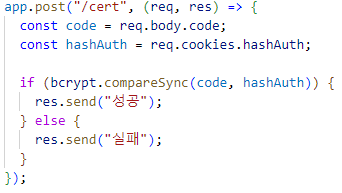 app.post("/cert", (req, res) => {
  const code = req.body.code;
  const hashAuth = req.cookies.hashAuth;

  if (bcrypt.compareSync(code, hashAuth)) {
    res.send("성공");
  } else {
    res.send("실패");
  }
});